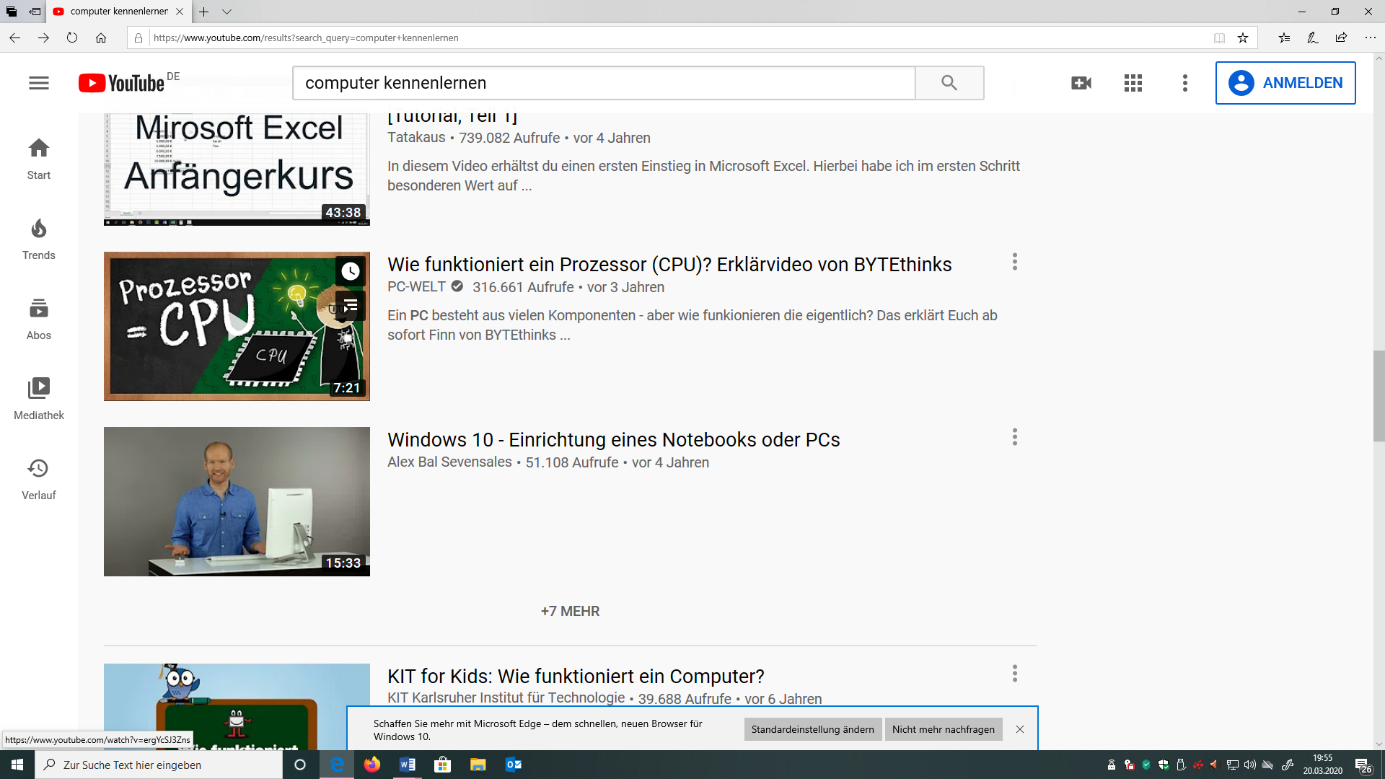 computer kennenlernen
https://www.youtube.com/results?search_query=computer+kennenlernen
YouTube DE
computer kennenlernen
ANMELDEN
Start
Trends
Abos
Mediathek
Verlauf
Mirosoft Excel
Anfängerkurs
43:38
[Tutorial, Teil 1]
Tatakaus • 739.082 Aufrufe • vor 4 Jahren
In diesem Video erhältst du einen ersten Einstieg in Microsoft Excel. Hierbei habe ich im ersten Schritt
besonderen Wert auf ...
Prozessor
= CPU
CPU
7:21
Wie funktioniert ein Prozessor (CPU)? Erklärvideo von BYTEthinks
PC-WELT 316.661 Aufrufe • vor 3 Jahren
Ein PC besteht aus vielen Komponenten - aber wie funkionieren die eigentlich? Das erklärt Euch ab
sofort Finn von BYTEthinks ...
15:33
Windows 10 - Einrichtung eines Notebooks oder PCs
Alex Bal Sevensales • 51.108 Aufrufe • vor 4 Jahren
+7 MEHR
KIT for Kids: Wie funktioniert ein Computer?
KIT Karlsruher Institut für Technologie • 39.688 Aufrufe • vor 6 Jahren
Schaffen Sie mehr mit Microsoft Edge – dem schnellen, neuen Browser für
Windows 10.
Standardeinstellung ändern
Nicht mehr nachfragen
https://www.youtube.com/watch?v=ergYcSJ3Zns
Zur Suche Text hier eingeben
19:55
20.03.2020
26